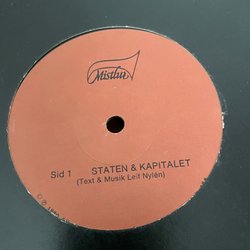 Mistlur
Sid 1 STATEN & KAPITALET
(Text & Musik Leif Nylén)